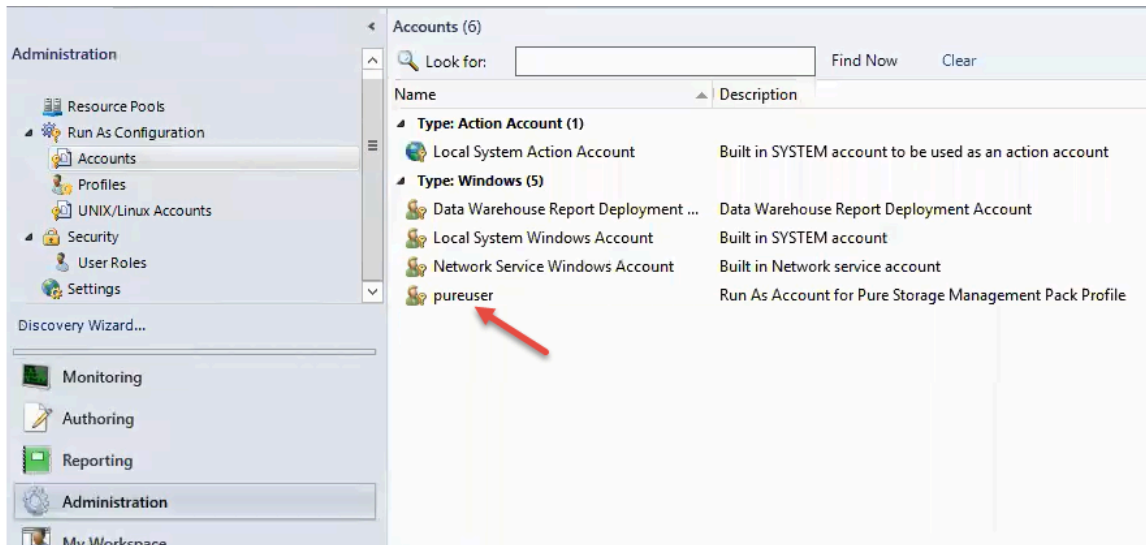 Administration
Resource Pools
Run As Configuration
Accounts
Profiles
UNIX/Linux Accounts
Security
User Roles
Settings
Discovery Wizard...
Monitoring
Authoring
Reporting
Administration
My Workspace
Accounts (6)
Look for: Find Now Clear
Name Description
Type: Action Account (1)
Local System Action Account Built in SYSTEM account to be used as an action account
Type: Windows (5)
Data Warehouse Report Deployment ... Data Warehouse Report Deployment Account
Local System Windows Account Built in SYSTEM account
Network Service Windows Account Built in Network service account
pureuser Run As Account for Pure Storage Management Pack Profile